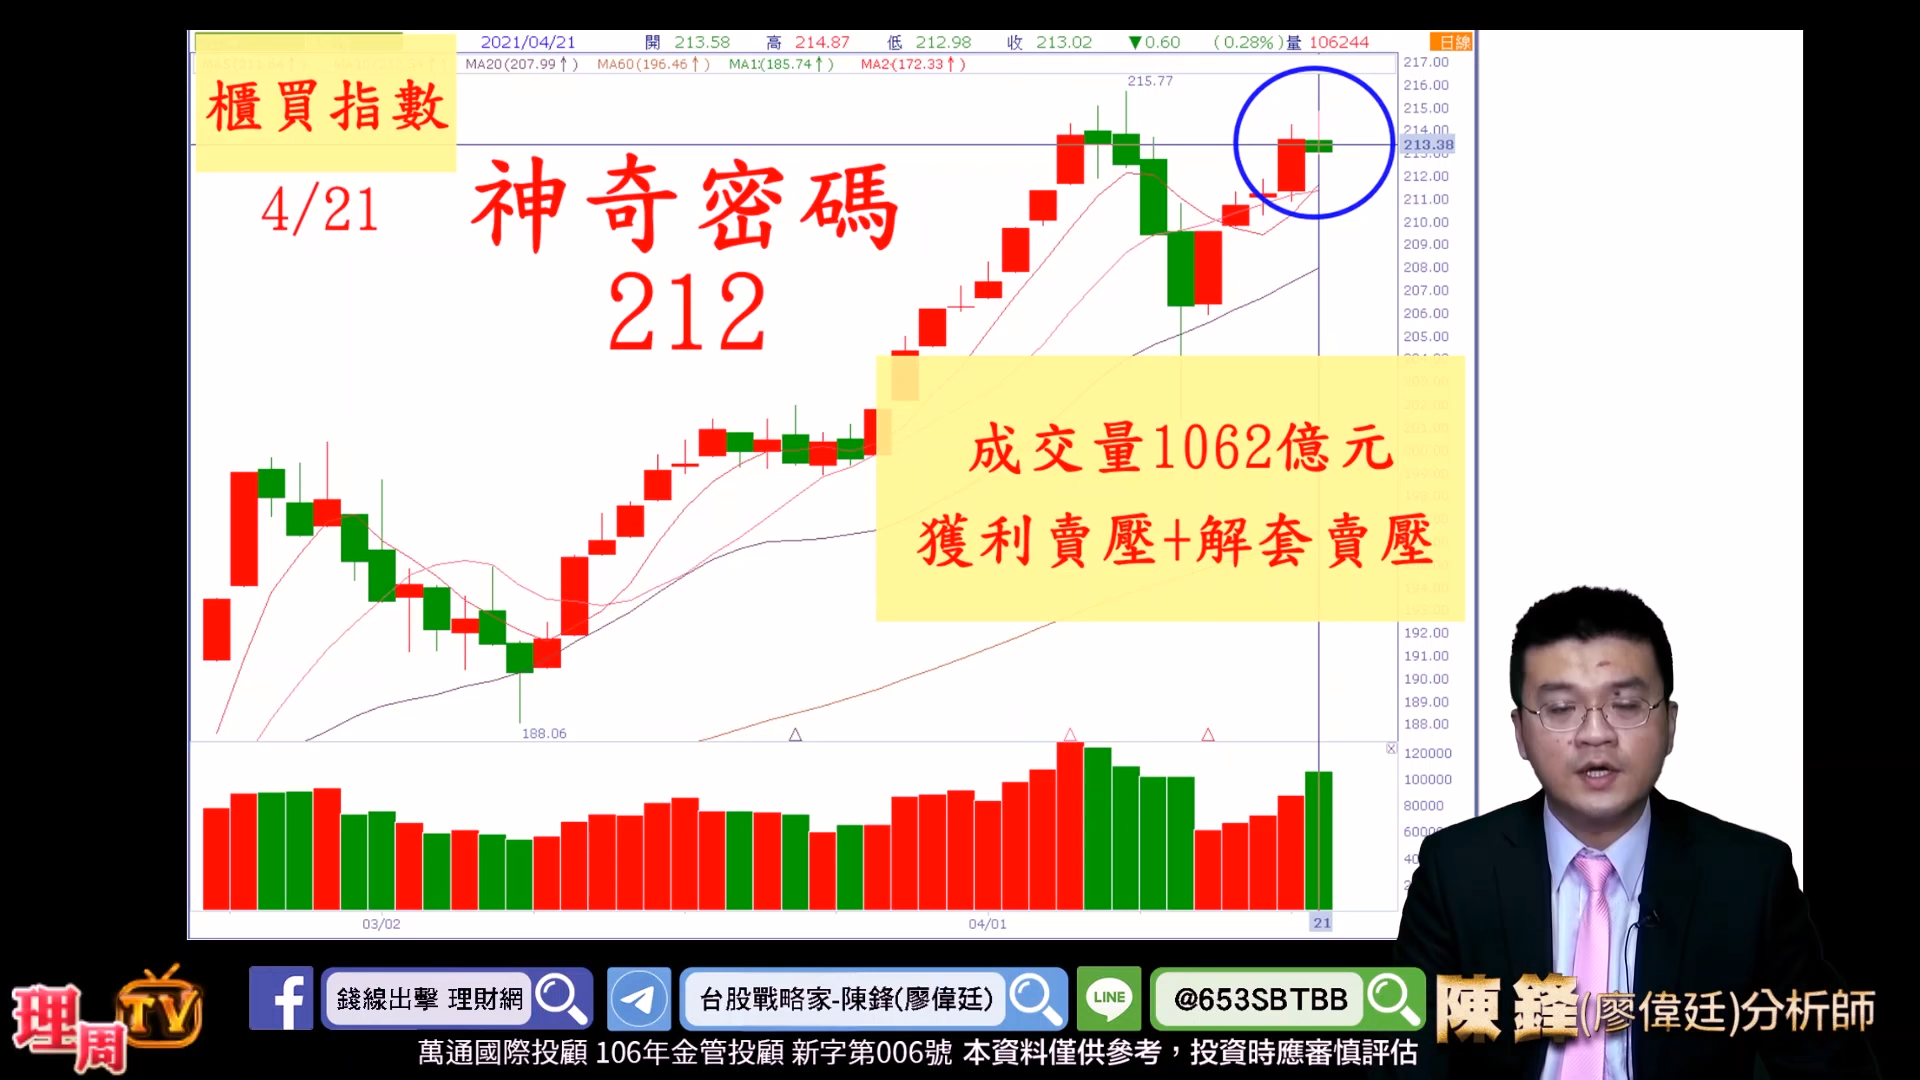 2021/04/21 開 213.58 高 214.87 低 212.98 收 213.02 ▼0.60 (0.28%) 量 106244 日線
MA20(207.99↑) MA60(196.46↑) MA1(185.74↑) MA2(172.33↑)
櫃買指數
4/21
神奇密碼
212
215.77
188.06
成交量1062億元
獲利賣壓+解套賣壓
217.00
216.00
215.00
214.00
213.38
212.00
211.00
210.00
209.00
208.00
207.00
206.00
205.00
192.00
191.00
190.00
189.00
188.00
120000
100000
80000
03/02 04/01 21
理周TV
錢線出擊 理財網
台股戰略家-陳鋒(廖偉廷)
LINE
@653SBTBB
陳鋒(廖偉廷)分析師
萬通國際投顧 106年金管投顧 新字第006號 本資料僅供參考，投資時應審慎評估